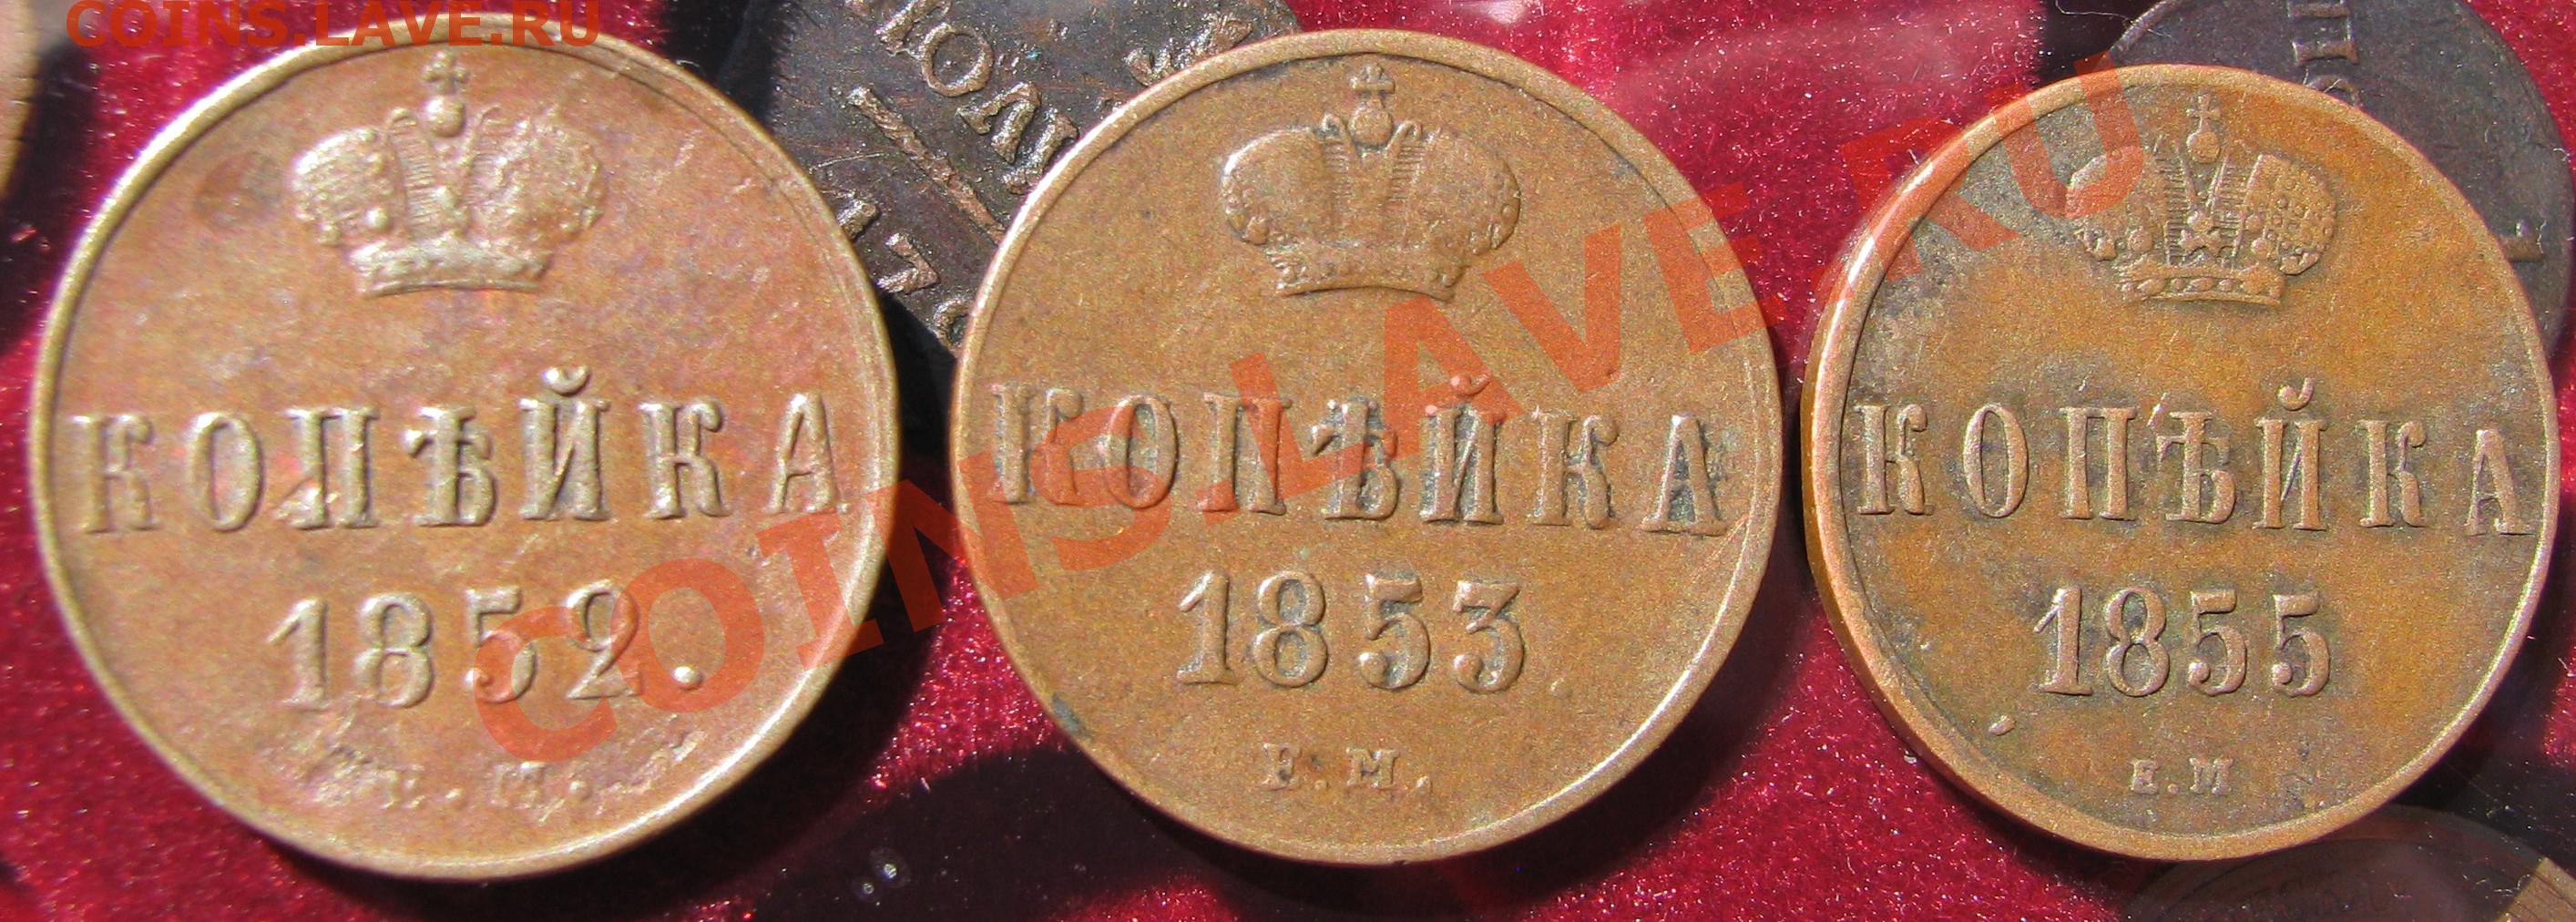 COINS.LAVE.RU
КОПѢЙКА
1852.
Е.М.
КОПѢЙКА
1853
Е.М.
КОПѢЙКА
1855
Е.М
COINS.LAVE.RU